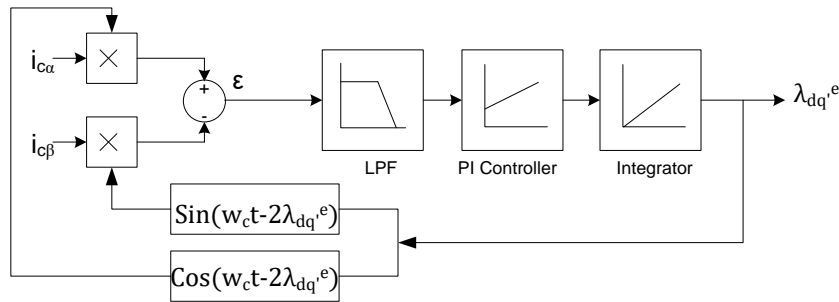 i_cα
×
+
-
ε
λ_dq'^e
i_cβ
×
LPF
PI Controller
Integrator
Sin(w_ct-2λ_dq'^e)
Cos(w_ct-2λ_dq'^e)